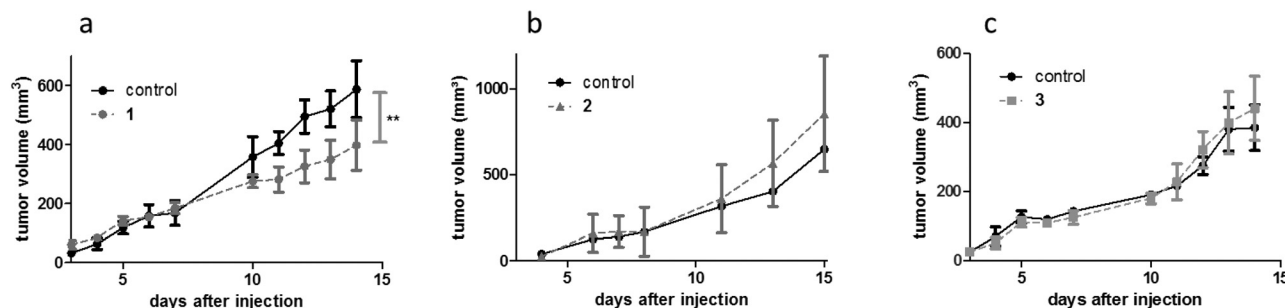 a
tumor volume (mm³)
600
400
200
0
control
1
**
5
10
15
days after injection
b
tumor volume (mm³)
1000
500
0
control
2
5
10
15
days after injection
c
tumor volume (mm³)
600
400
200
0
control
3
5
10
15
days after injection